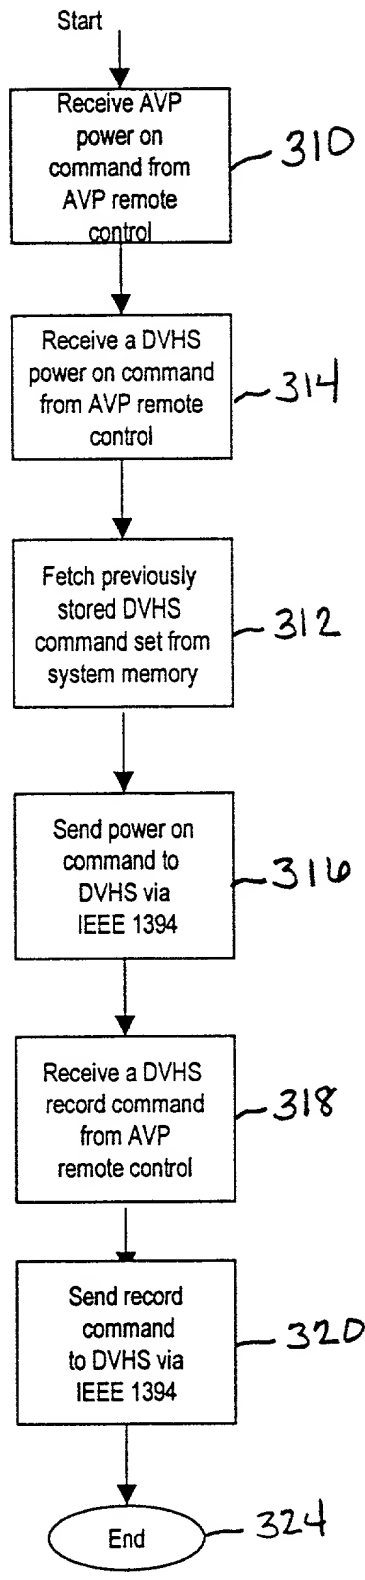 Start
Receive AVP
power on
command from
AVP remote
control
310
Receive a DVHS
power on command
from AVP remote
control
314
Fetch previously
stored DVHS
command set from
system memory
312
Send power on
command to
DVHS via
IEEE 1394
316
Receive a DVHS
record command
from AVP
remote control
318
Send record
command
to DVHS via
IEEE 1394
320
End
324